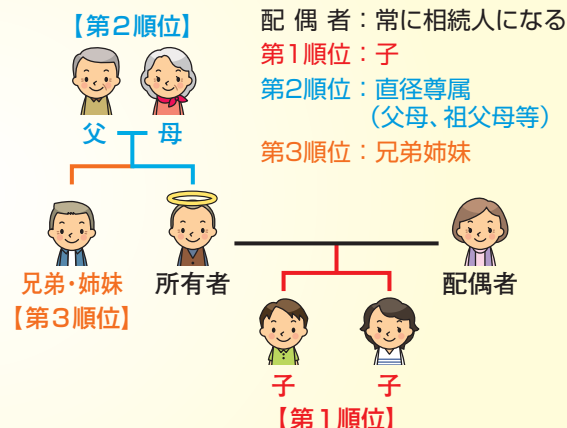 【第２順位】
配偶者：常に相続人になる
第1順位：子
第2順位：直径尊属
（父母、祖父母等）
第3順位：兄弟姉妹
父
母
兄弟・姉妹
【第３順位】
所有者
配偶者
子
子
【第１順位】